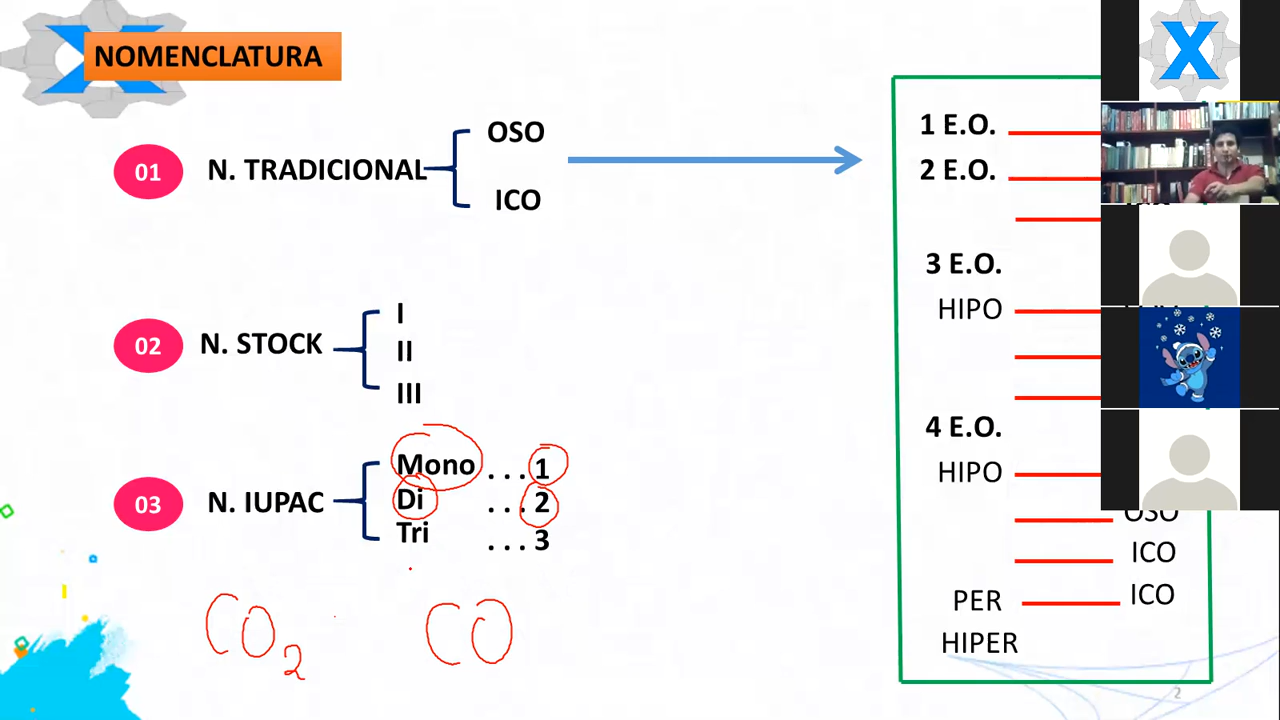 NOMENCLATURA
01 N. TRADICIONAL OSO
ICO
02 N. STOCK I
II
III
03 N. IUPAC Mono ...1
Di ...2
Tri ...3
CO2 CO
1 E.O.
2 E.O.
3 E.O.
HIPO
4 E.O.
HIPO
OSO
ICO
PER ICO
HIPER
2
X